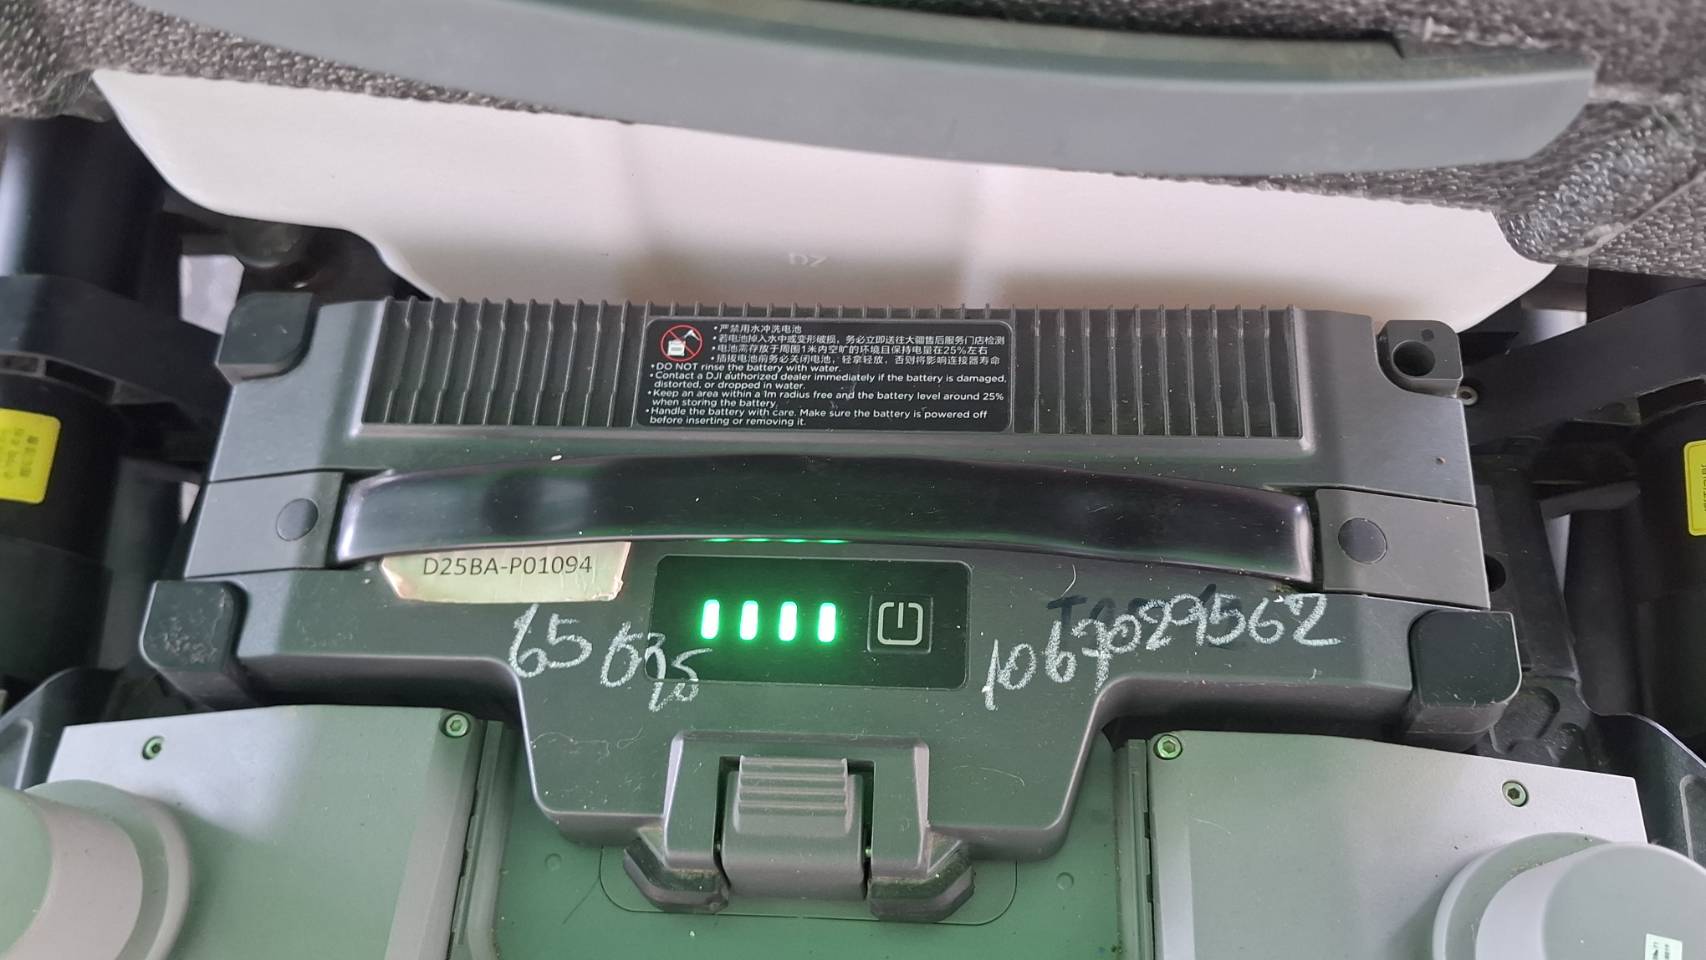 • 严禁用水冲洗电池
• 若电池掉入水中或变形破损，务必立即送往大疆售后服务门店检测
• 电池需存放于周围1米内空旷的环境且保持电量在25%左右
• 插拔电池前务必关闭电池，轻拿轻放，否则将影响连接器寿命
• DO NOT rinse the battery with water.
• Contact a DJI authorized dealer immediately if the battery is damaged,
distorted, or dropped in water.
• Keep an area within a 1m radius free and the battery level around 25%
when storing the battery.
• Handle the battery with care. Make sure the battery is powered off
before inserting or removing it.
D25BA-P01094